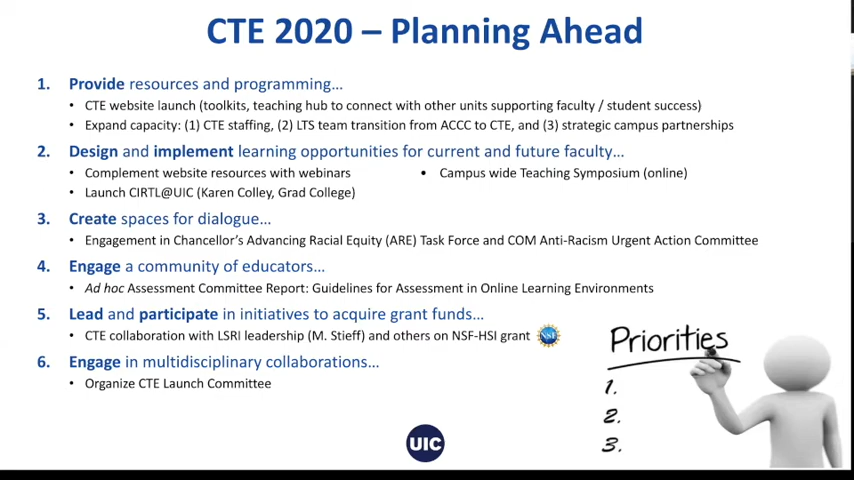 CTE 2020 – Planning Ahead
1. Provide resources and programming…
• CTE website launch (toolkits, teaching hub to connect with other units supporting faculty / student success)
• Expand capacity: (1) CTE staffing, (2) LTS team transition from ACCC to CTE, and (3) strategic campus partnerships
2. Design and implement learning opportunities for current and future faculty…
• Complement website resources with webinars
• Campus wide Teaching Symposium (online)
• Launch CIRTL@UIC (Karen Colley, Grad College)
3. Create spaces for dialogue…
• Engagement in Chancellor's Advancing Racial Equity (ARE) Task Force and COM Anti-Racism Urgent Action Committee
4. Engage a community of educators…
• Ad hoc Assessment Committee Report: Guidelines for Assessment in Online Learning Environments
5. Lead and participate in initiatives to acquire grant funds…
• CTE collaboration with LSRI leadership (M. Stieff) and others on NSF-HSI grant
NSF
6. Engage in multidisciplinary collaborations…
• Organize CTE Launch Committee
Priorities
1.
2.
3.
UIC